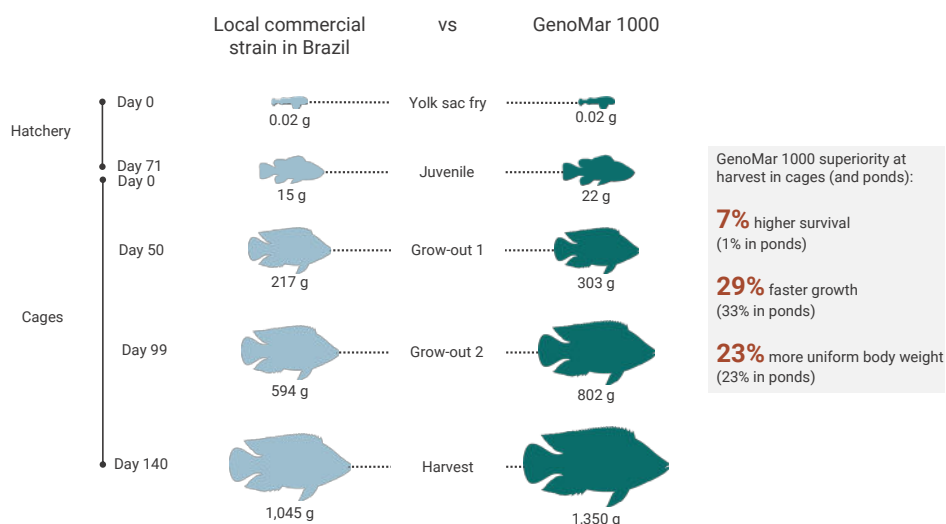 Local commercial
strain in Brazil
vs
GenoMar 1000
Hatchery
Day 0
Yolk sac fry
0.02 g
0.02 g
Day 71
Day 0
Juvenile
15 g
22 g
Day 50
Grow-out 1
217 g
303 g
Cages
Day 99
Grow-out 2
594 g
802 g
Day 140
Harvest
1,045 g
1,350 g
GenoMar 1000 superiority at
harvest in cages (and ponds):
7% higher survival
(1% in ponds)
29% faster growth
(33% in ponds)
23% more uniform body weight
(23% in ponds)